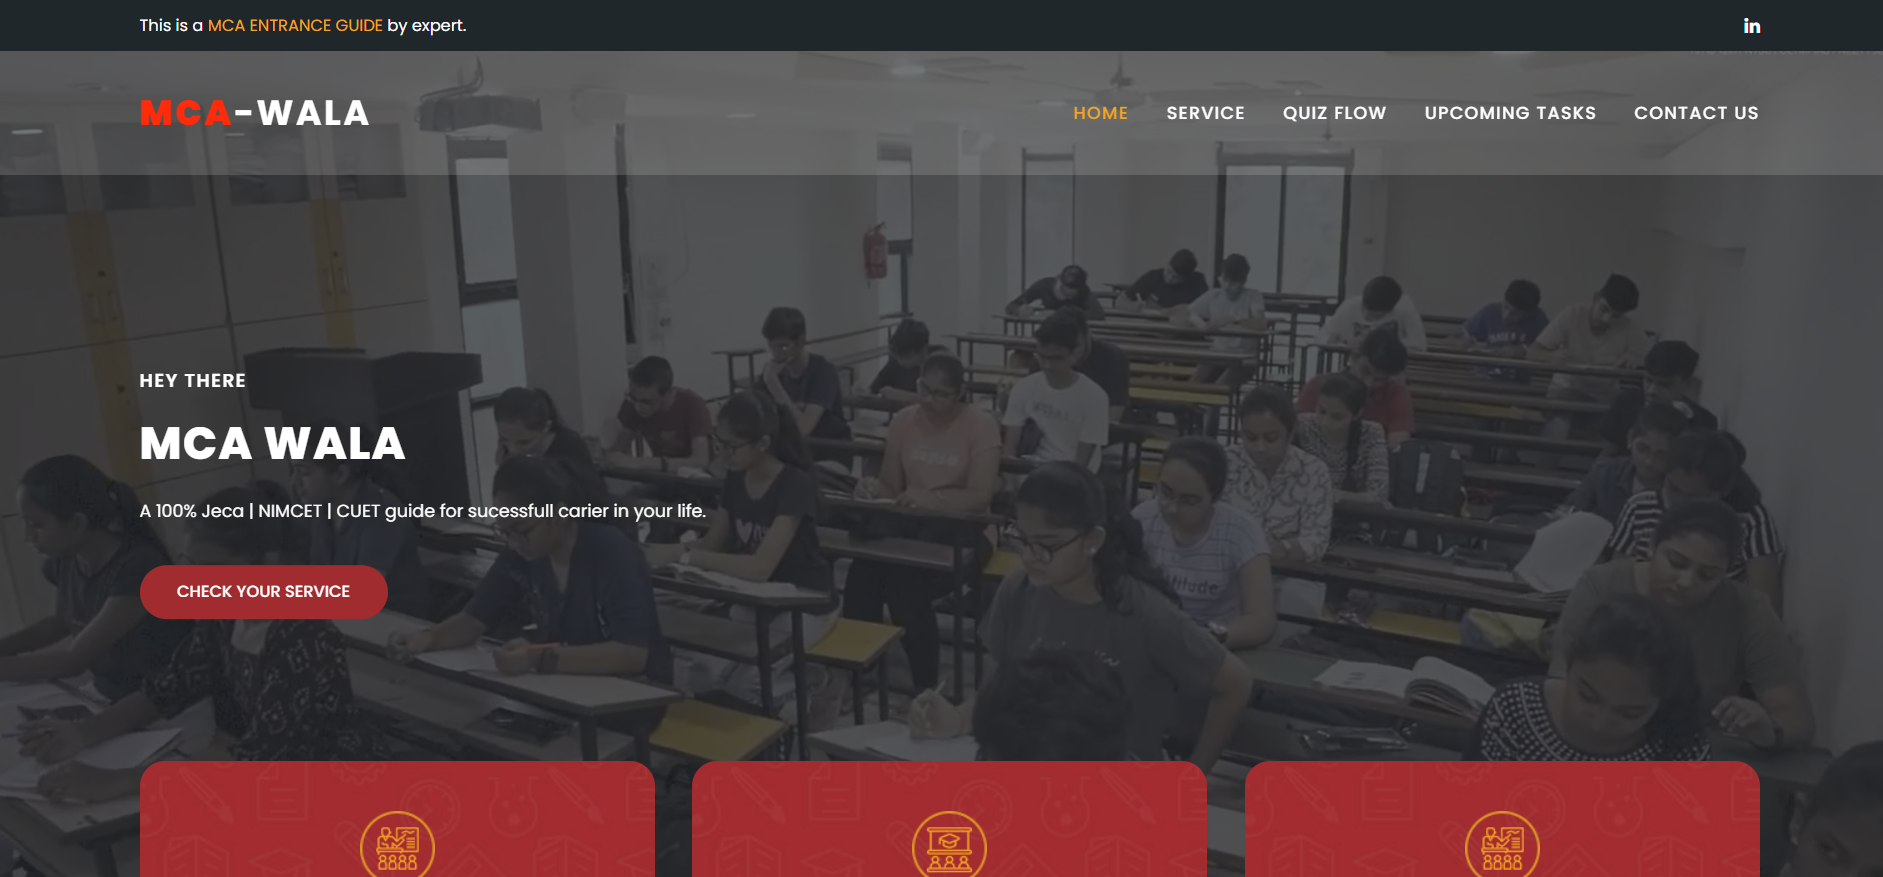 This is a MCA ENTRANCE GUIDE by expert.
in
MCA-WALA
HOME SERVICE QUIZ FLOW UPCOMING TASKS CONTACT US
HEY THERE
MCA WALA
A 100% Jeca | NIMCET | CUET guide for sucessfull carier in your life.
CHECK YOUR SERVICE